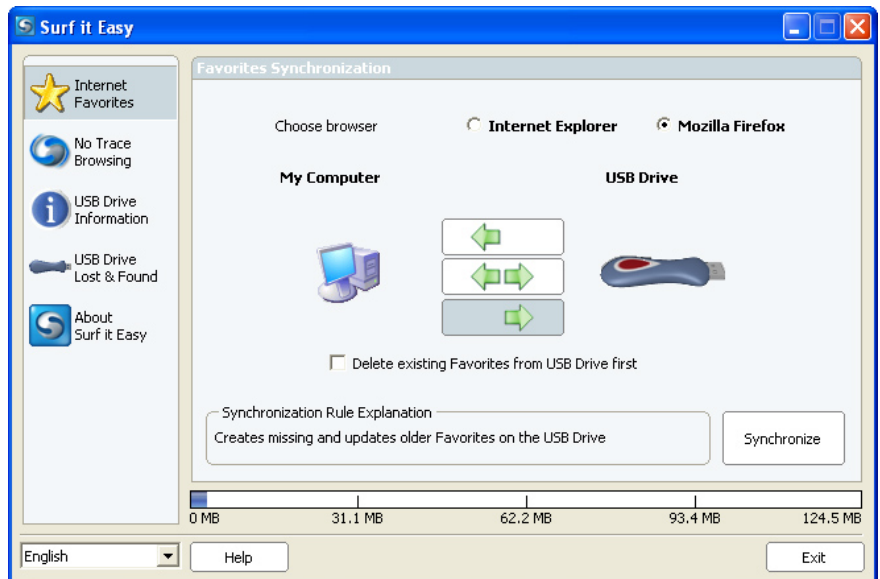 Surf it Easy
Internet
Favorites
No Trace
Browsing
USB Drive
Information
USB Drive
Lost & Found
About
Surf it Easy
Favorites Synchronization
Choose browser Internet Explorer Mozilla Firefox
My Computer USB Drive
Delete existing Favorites from USB Drive first
Synchronization Rule Explanation
Creates missing and updates older Favorites on the USB Drive
Synchronize
0 MB 31.1 MB 62.2 MB 93.4 MB 124.5 MB
English Help Exit